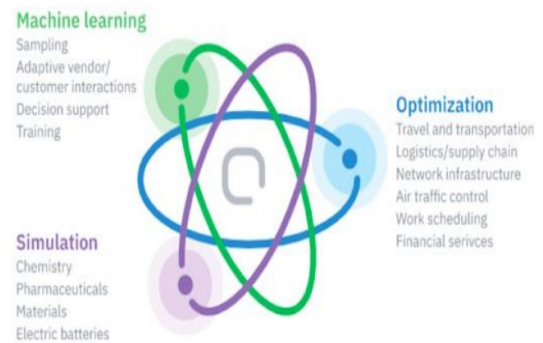 Machine learning
Sampling
Adaptive vendor/
customer interactions
Decision support
Training
Optimization
Travel and transportation
Logistics/supply chain
Network infrastructure
Air traffic control
Work scheduling
Financial serivces
Simulation
Chemistry
Pharmaceuticals
Materials
Electric batteries